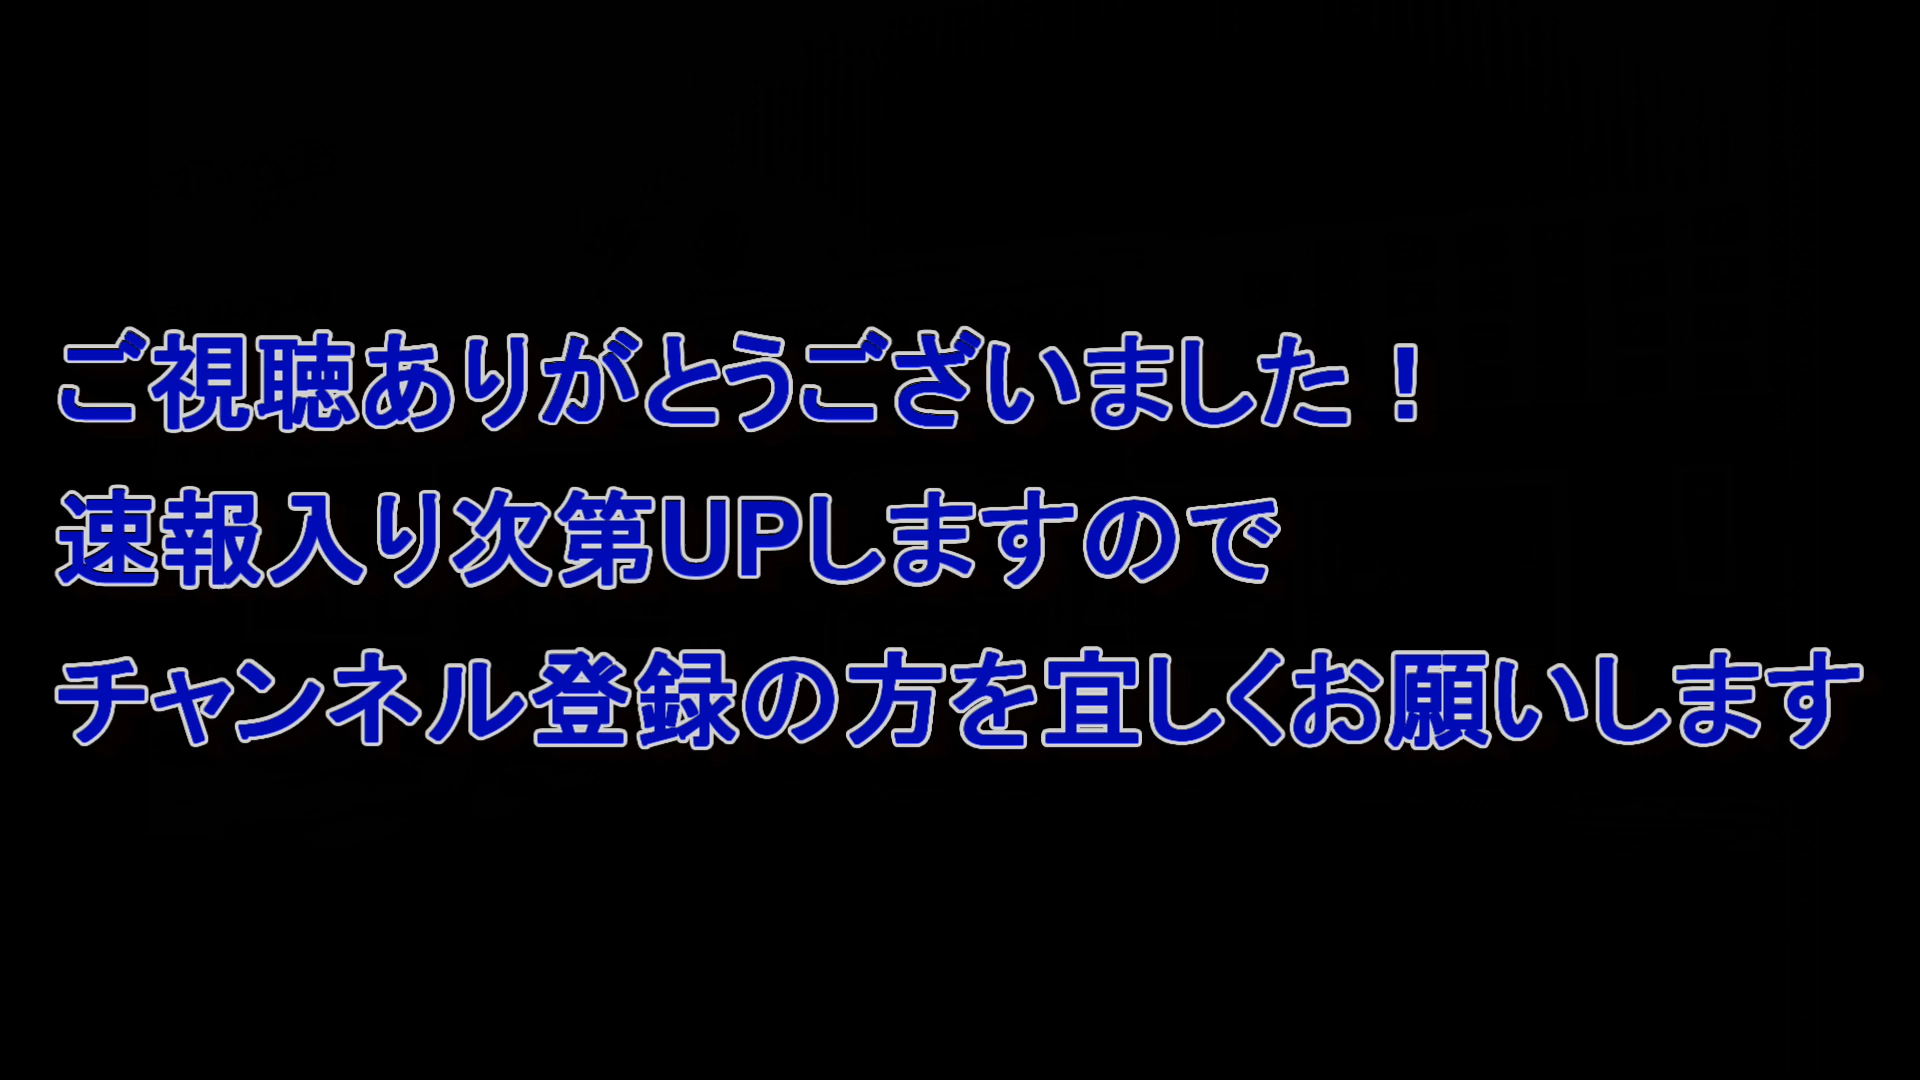 ご視聴ありがとうございました！
速報入り次第UPしますので
チャンネル登録の方を宜しくお願いします